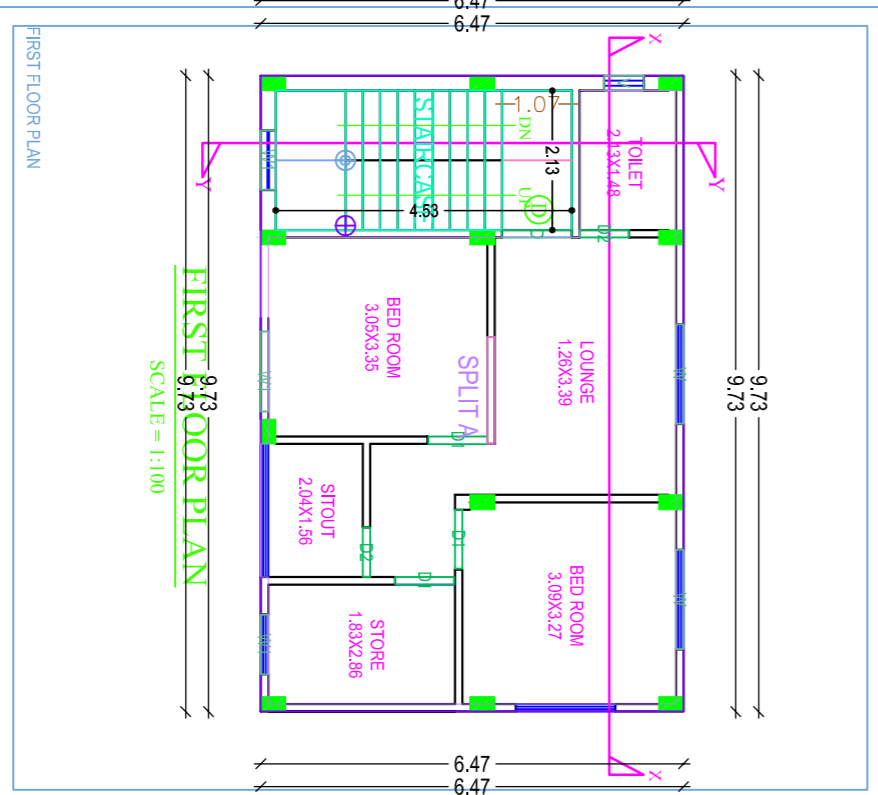 6.47
6.47
FIRST FLOOR PLAN
X
X
Y
Y
STAIRCASE
1.07
DN
UP
D
2.13
4.53
TOILET
2.13X1.48
W
W1
D
D2
BED ROOM
3.05X3.35
SPLIT A
LOUNGE
1.26X3.39
W
W1
D1
9.73
9.73
9.73
9.73
FIRST FLOOR PLAN
SCALE = 1:100
SITOUT
2.04X1.56
D2
D1
D1
BED ROOM
3.09X3.27
W
STORE
1.83X2.86
W1
6.47
6.47